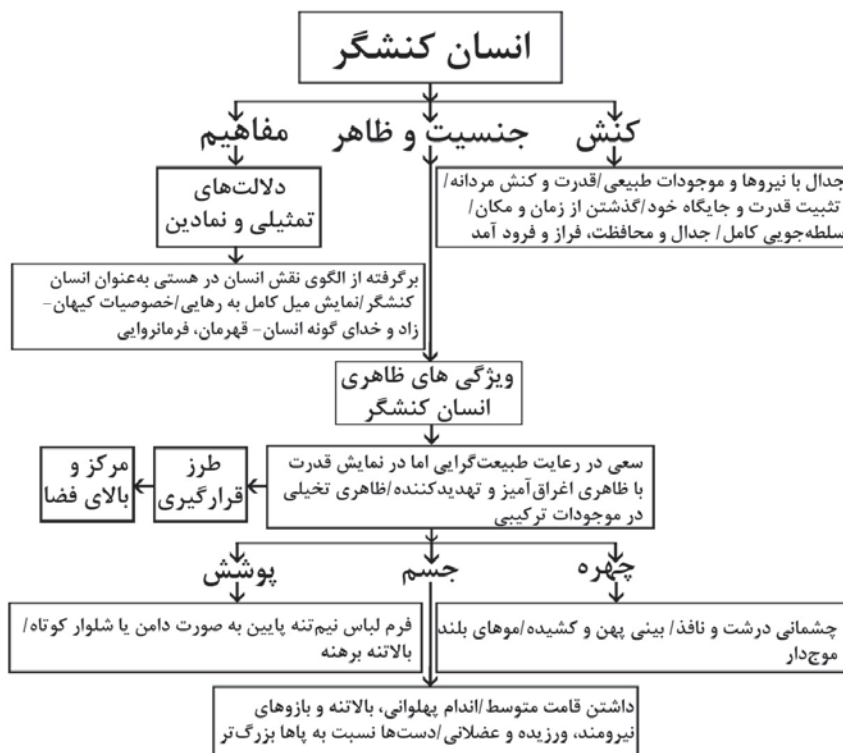 انسان کنشگر
کنش
جنسیت و ظاهر
مفاهیم
جدال با نیروها و موجودات طبیعی/قدرت و کنش مردانه/
تثبیت قدرت و جایگاه خود/گذشتن از زمان و مکان/
سلطه‌جویی کامل/ جدال و محافظت، فراز و فرود آمد
دلالت‌های
تمثیلی و نمادین
برگرفته از الگوی نقش انسان در هستی به‌عنوان انسان
کنشگر/نمایش میل کامل به رهایی/خصوصیات کیهان–
زاد و خدای گونه انسان– قهرمان، فرمانروایی
ویژگی های ظاهری
انسان کنشگر
سعی در رعایت طبیعت‌گرایی اما در نمایش قدرت
با ظاهری اغراق‌آمیز و تهدیدکننده/ظاهری تخیلی
در موجودات ترکیبی
طرز
قرارگیری
مرکز و
بالای فضا
چهره
جسم
پوشش
چشمانی درشت و نافذ/ بینی پهن و کشیده/موهای بلند
موج‌دار
فرم لباس نیم‌تنه پایین به صورت دامن یا شلوار کوتاه/
بالاتنه برهنه
داشتن قامت متوسط/اندام پهلوانی، بالاتنه و بازوهای
نیرومند، ورزیده و عضلانی/دست‌ها نسبت به پاها بزرگ‌تر